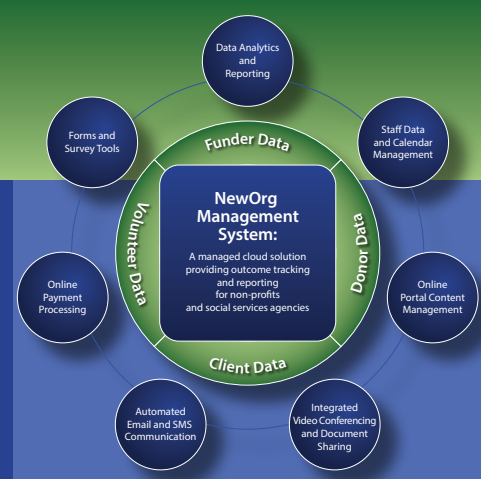 Data Analytics
and
Reporting
Forms and
Survey Tools
Staff Data
and Calendar
Management
Funder Data
Volunteer Data
Donor Data
NewOrg
Management
System:
A managed cloud solution
providing outcome tracking
and reporting
for non-profits
and social services agencies
Client Data
Online
Payment
Processing
Online
Portal Content
Management
Automated
Email and SMS
Communication
Integrated
Video Conferencing
and Document
Sharing